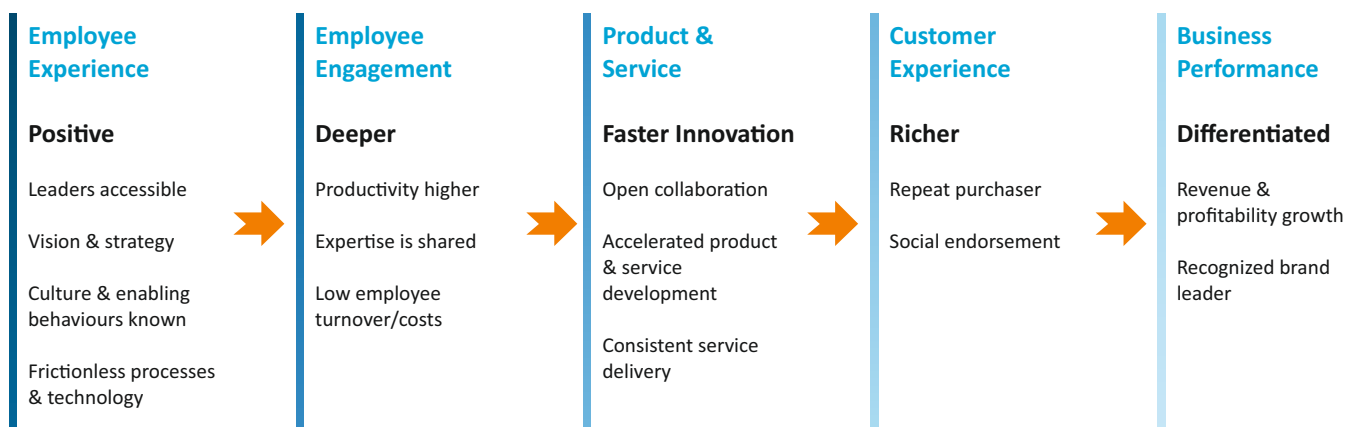 Employee
Experience
Positive
Leaders accessible
Vision & strategy
Culture & enabling
behaviours known
Frictionless processes
& technology
Employee
Engagement
Deeper
Productivity higher
Expertise is shared
Low employee
turnover/costs
Product &
Service
Faster Innovation
Open collaboration
Accelerated product
& service
development
Consistent service
delivery
Customer
Experience
Richer
Repeat purchaser
Social endorsement
Business
Performance
Differentiated
Revenue &
profitability growth
Recognized brand
leader